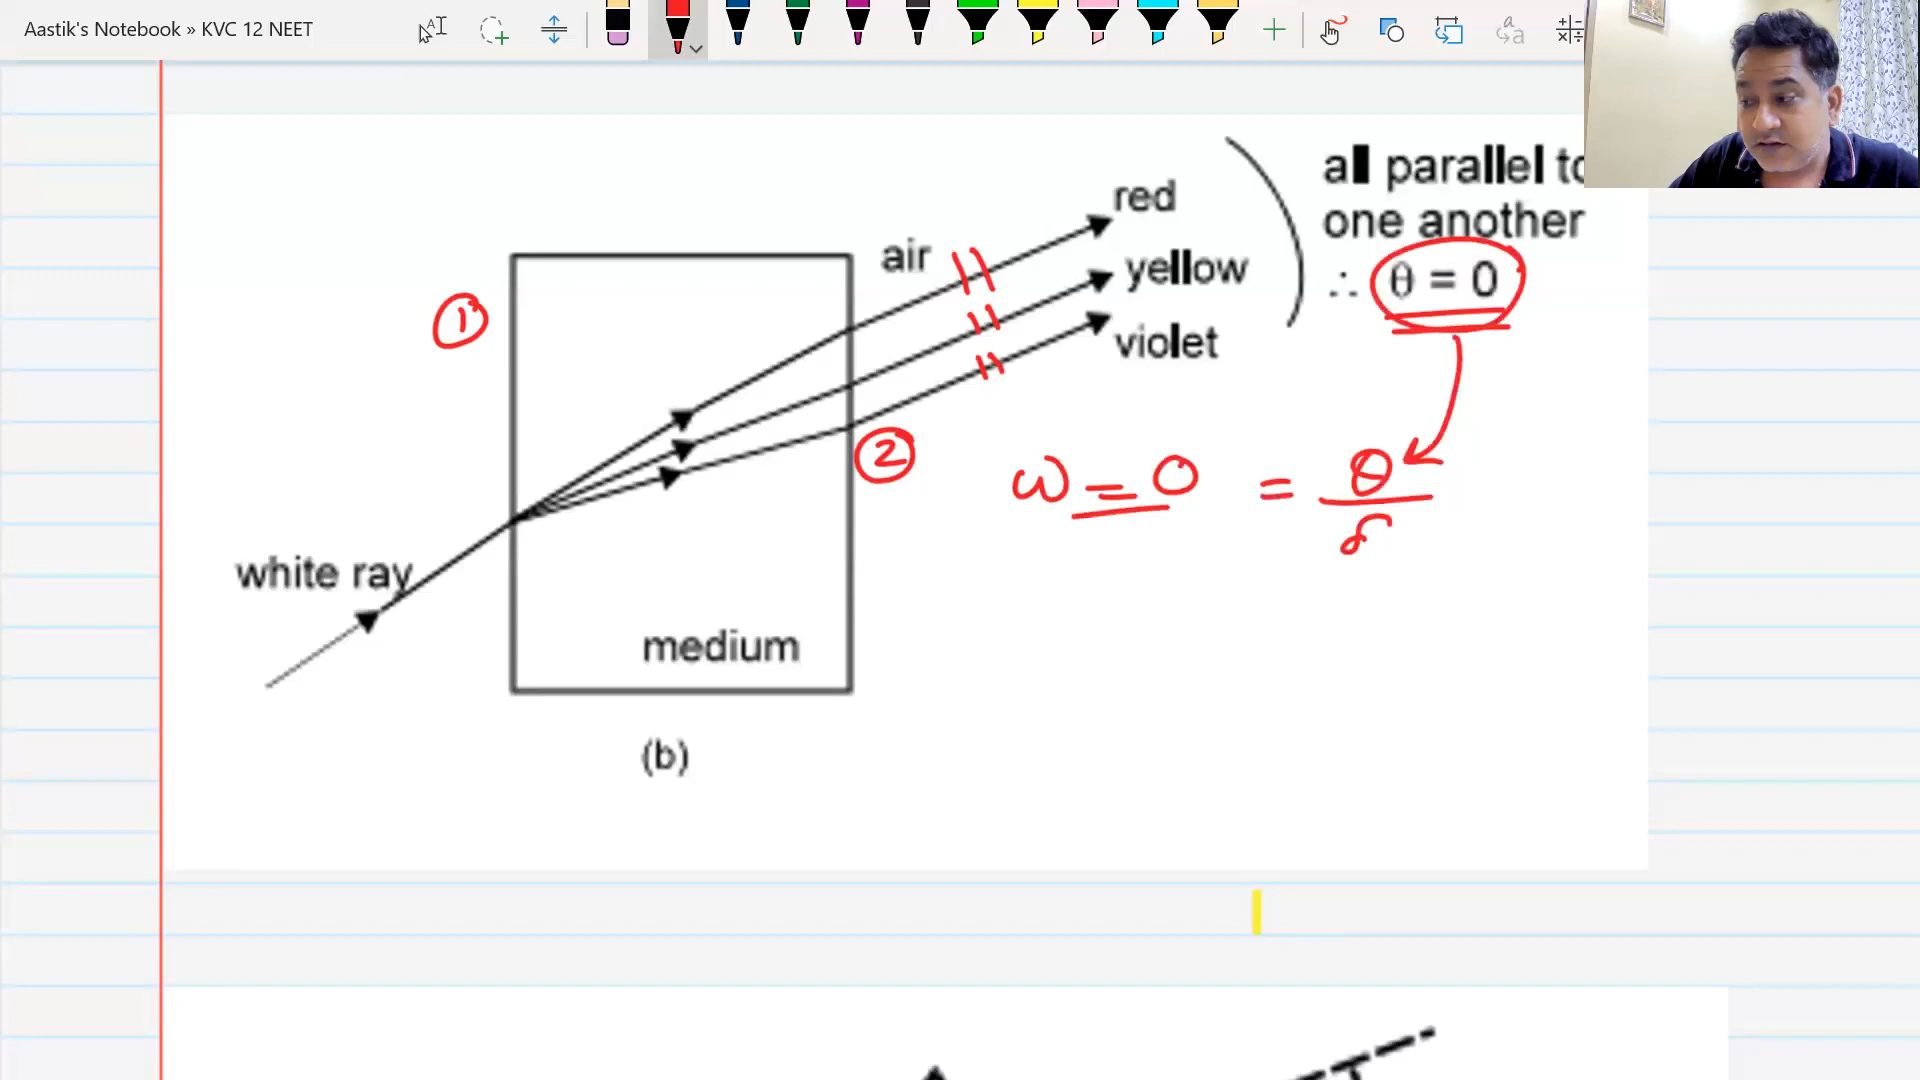 Aastik's Notebook » KVC 12 NEET
all parallel to
one another
∴ θ = 0
red
air
yellow
violet
①
②
ω = 0 = θ/δ
white ray
medium
(b)